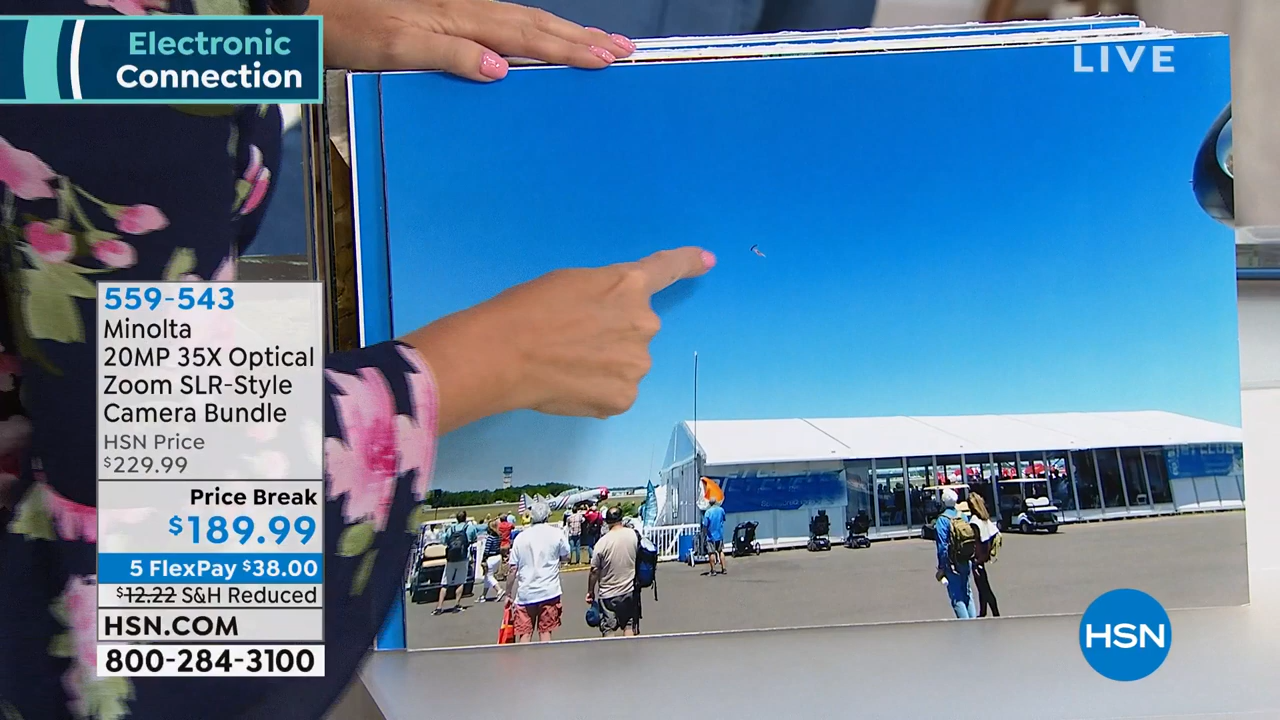 Electronic
Connection
LIVE
559-543
Minolta
20MP 35X Optical
Zoom SLR-Style
Camera Bundle
HSN Price
$229.99
Price Break
$189.99
5 FlexPay $38.00
$12.22 S&H Reduced
HSN.COM
800-284-3100
HSN